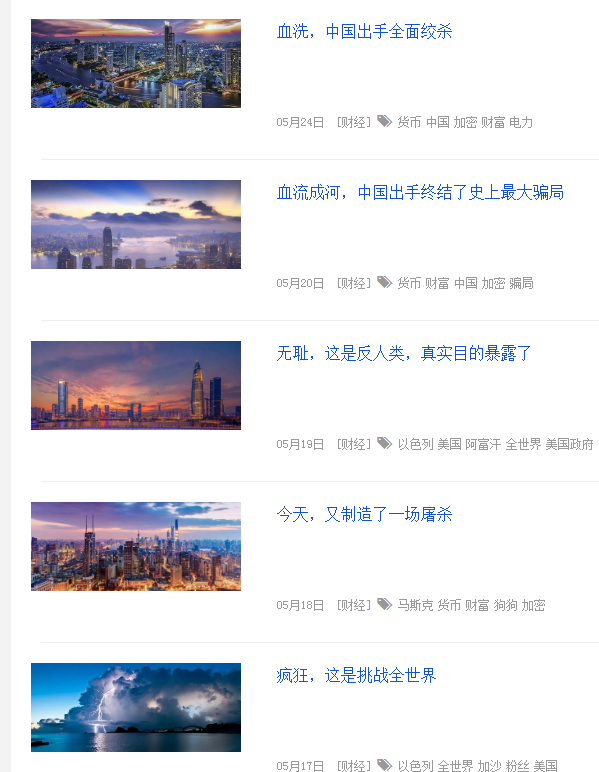 血洗，中国出手全面绞杀
05月24日 [财经] 货币 中国 加密 财富 电力
血流成河，中国出手终结了史上最大骗局
05月20日 [财经] 货币 财富 中国 加密 骗局
无耻，这是反人类，真实目的暴露了
05月19日 [财经] 以色列 美国 阿富汗 全世界 美国政府
今天，又制造了一场屠杀
05月18日 [财经] 马斯克 货币 财富 狗狗 加密
疯狂，这是挑战全世界
05月17日 [财经] 以色列 全世界 加沙 粉丝 美国